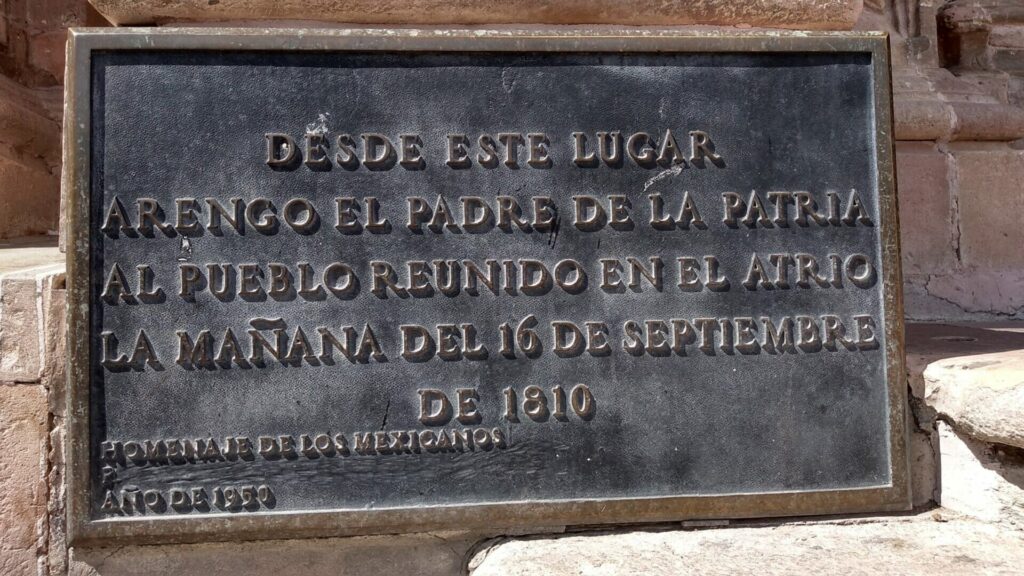 DESDE ESTE LUGAR
ARENGO EL PADRE DE LA PATRIA
AL PUEBLO REUNIDO EN EL ATRIO
LA MAÑANA DEL 16 DE SEPTIEMBRE
DE 1810
HOMENAJE DE LOS MEXICANOS
AÑO DE 1950